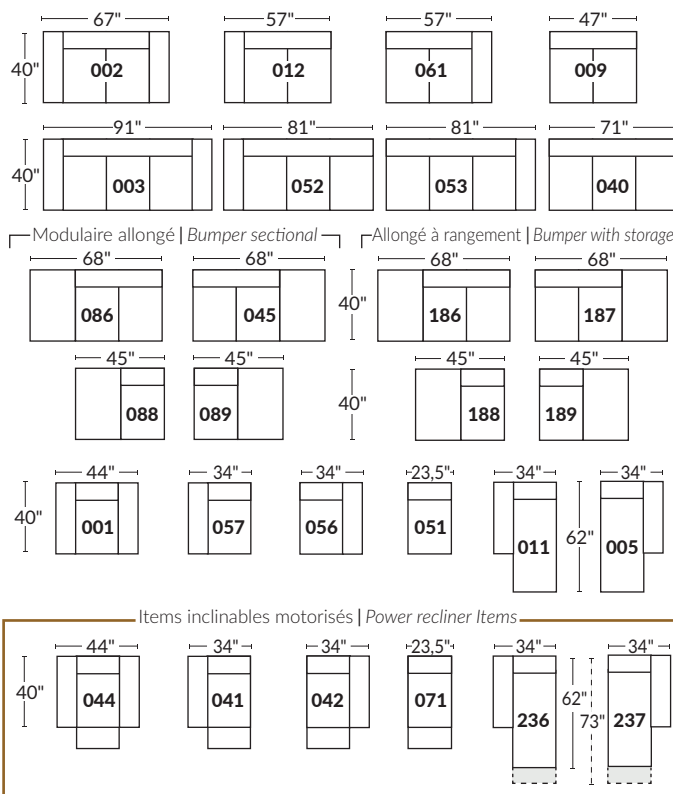 67" 57" 57" 47"
40" 002 012 061 009
91" 81" 81" 71"
40" 003 052 053 040
Modulaire allongé | Bumper sectional Allongé à rangement | Bumper with storage
68" 68" 68" 68"
086 045 40" 186 187
45" 45" 45" 45"
088 089 40" 188 189
44" 34" 34" 23,5" 34" 34"
40" 001 057 056 051 011 62" 005
Items inclinables motorisés | Power recliner Items
44" 34" 34" 23,5" 34" 34"
40" 044 041 042 071 236 62" 73" 237